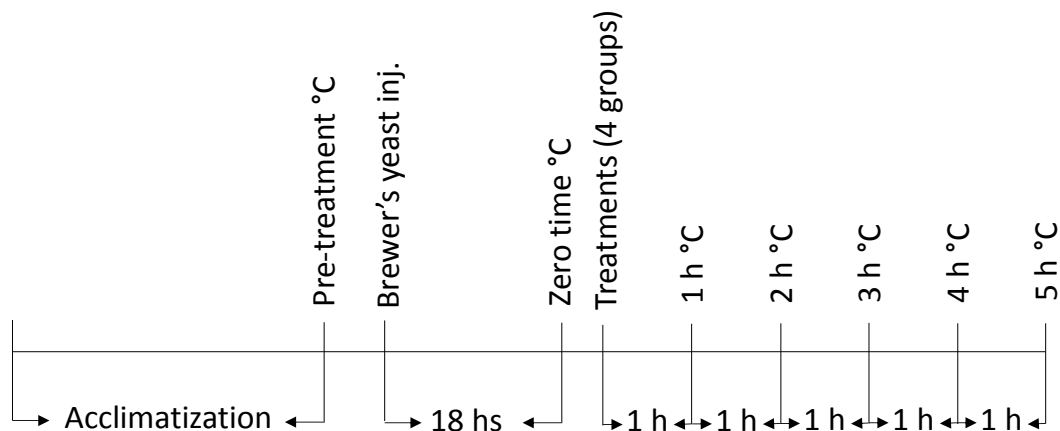 Pre-treatment °C
Brewer’s yeast inj.
Zero time °C
Treatments (4 groups)
1 h °C
2 h °C
3 h °C
4 h °C
5 h °C
Acclimatization
18 hs
1 h
1 h
1 h
1 h
1 h